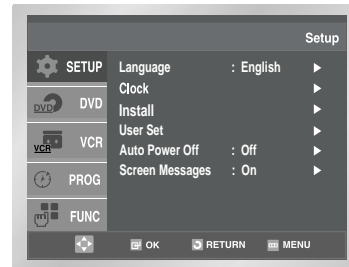 Setup
SETUP
DVD DVD
VCR VCR
PROG
FUNC
Language : English
Clock
Install
User Set
Auto Power Off : Off
Screen Messages : On
OK RETURN MENU